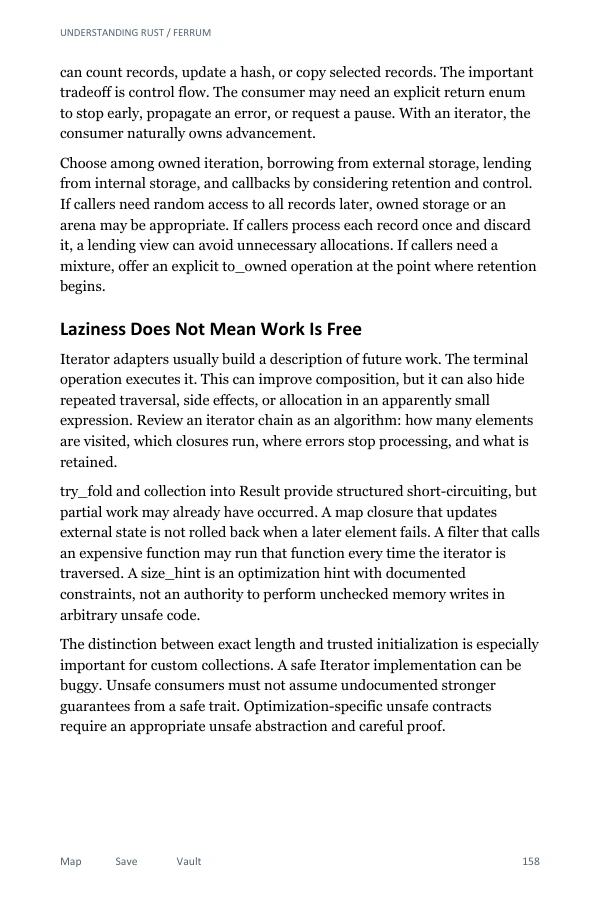 UNDERSTANDING RUST / FERRUM
can count records, update a hash, or copy selected records. The important
tradeoff is control flow. The consumer may need an explicit return enum
to stop early, propagate an error, or request a pause. With an iterator, the
consumer naturally owns advancement.
Choose among owned iteration, borrowing from external storage, lending
from internal storage, and callbacks by considering retention and control.
If callers need random access to all records later, owned storage or an
arena may be appropriate. If callers process each record once and discard
it, a lending view can avoid unnecessary allocations. If callers need a
mixture, offer an explicit to_owned operation at the point where retention
begins.
Laziness Does Not Mean Work Is Free
Iterator adapters usually build a description of future work. The terminal
operation executes it. This can improve composition, but it can also hide
repeated traversal, side effects, or allocation in an apparently small
expression. Review an iterator chain as an algorithm: how many elements
are visited, which closures run, where errors stop processing, and what is
retained.
try_fold and collection into Result provide structured short-circuiting, but
partial work may already have occurred. A map closure that updates
external state is not rolled back when a later element fails. A filter that calls
an expensive function may run that function every time the iterator is
traversed. A size_hint is an optimization hint with documented
constraints, not an authority to perform unchecked memory writes in
arbitrary unsafe code.
The distinction between exact length and trusted initialization is especially
important for custom collections. A safe Iterator implementation can be
buggy. Unsafe consumers must not assume undocumented stronger
guarantees from a safe trait. Optimization-specific unsafe contracts
require an appropriate unsafe abstraction and careful proof.
Map Save Vault 158